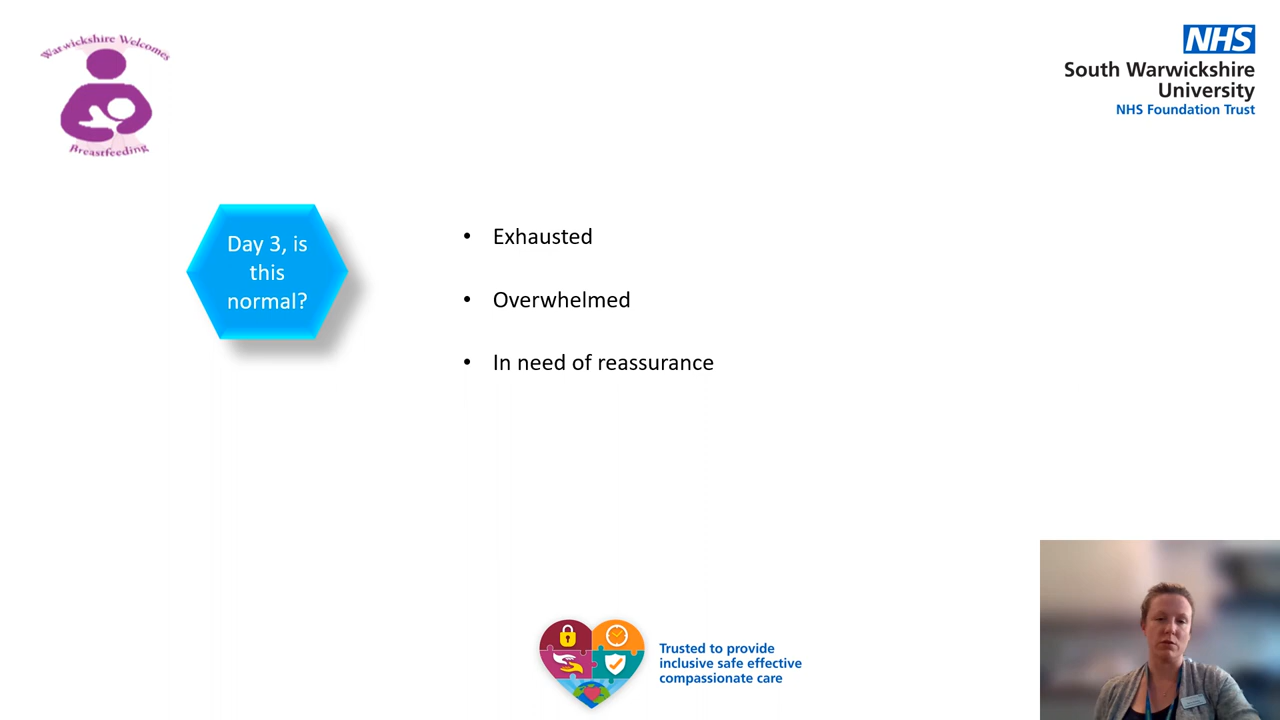 Warwickshire Welcomes
Breastfeeding
NHS
South Warwickshire
University
NHS Foundation Trust
Day 3, is
this
normal?
• Exhausted
• Overwhelmed
• In need of reassurance
Trusted to provide
inclusive safe effective
compassionate care